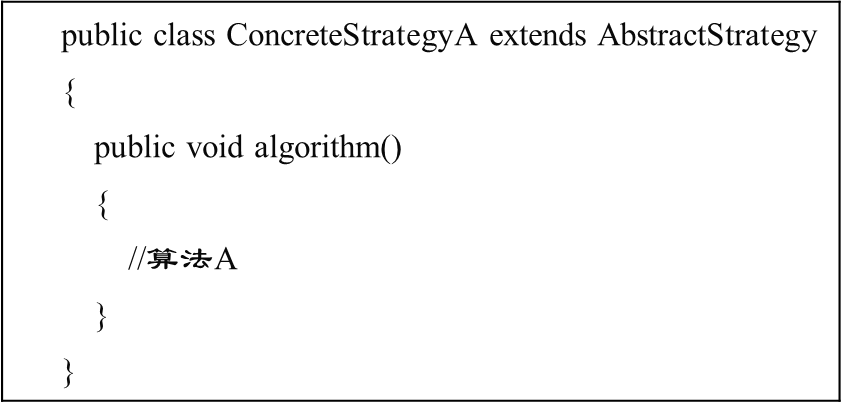 public class ConcreteStrategyA extends AbstractStrategy
{
public void algorithm()
{
//算法A
}
}